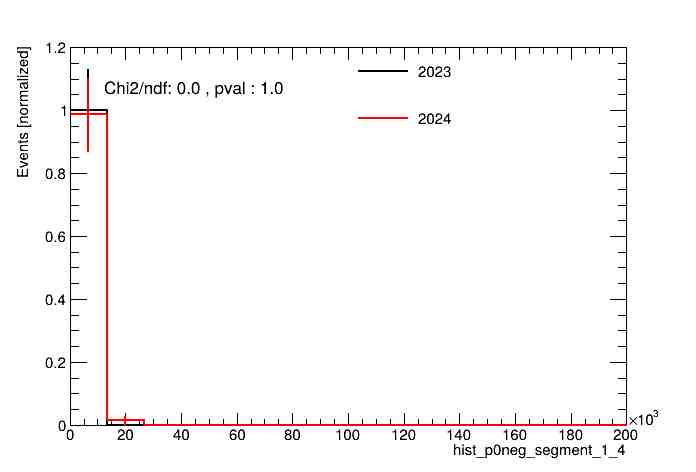 Events [normalized]
1.2
1
0.8
0.6
0.4
0.2
0
Chi2/ndf: 0.0 , pval : 1.0
2023
2024
0 20 40 60 80 100 120 140 160 180 200
×10³
hist_p0neg_segment_1_4